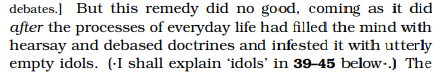 debates.] But this remedy did no good, coming as it did
after the processes of everyday life had filled the mind with
hearsay and debased doctrines and infested it with utterly
empty idols. (·I shall explain ‘idols’ in 39–45 below·.) The